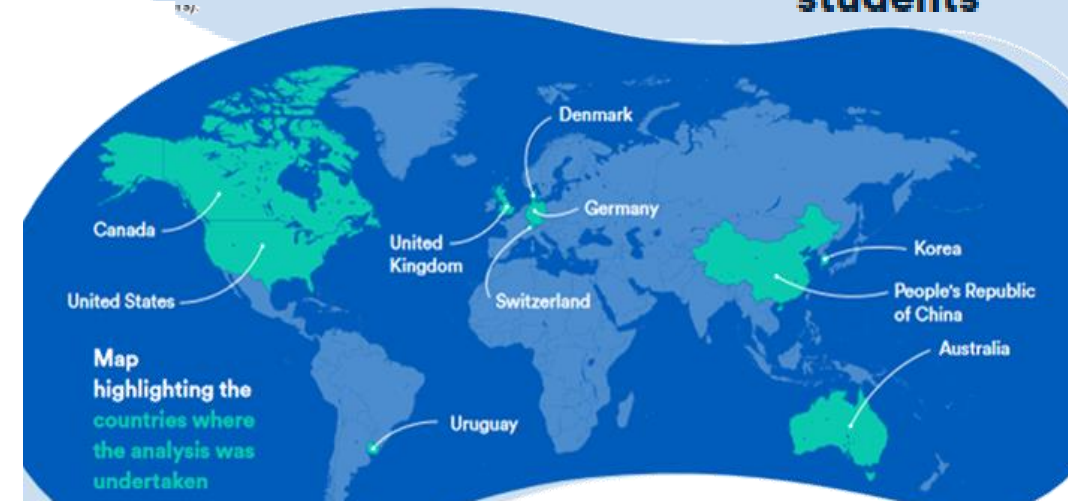 students
Denmark
Germany
Canada
United
Kingdom
Korea
United States
Switzerland
People's Republic
of China
Australia
Map
highlighting the
countries where
the analysis was
undertaken
Uruguay